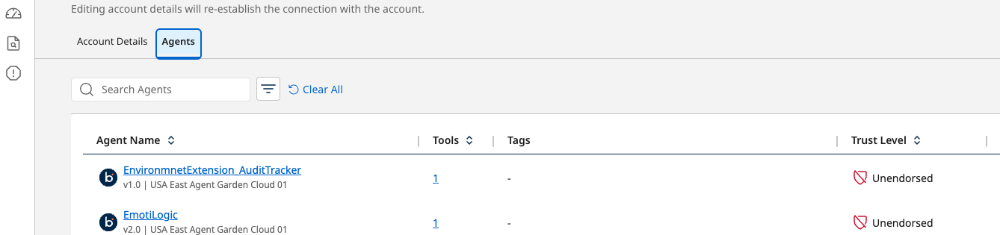 Editing account details will re-establish the connection with the account.
Account Details Agents
Search Agents Clear All
Agent Name Tools Tags Trust Level
EnvironmnetExtension_AuditTracker
v1.0 | USA East Agent Garden Cloud 01
1 - Unendorsed
EmotiLogic
v2.0 | USA East Agent Garden Cloud 01
1 - Unendorsed